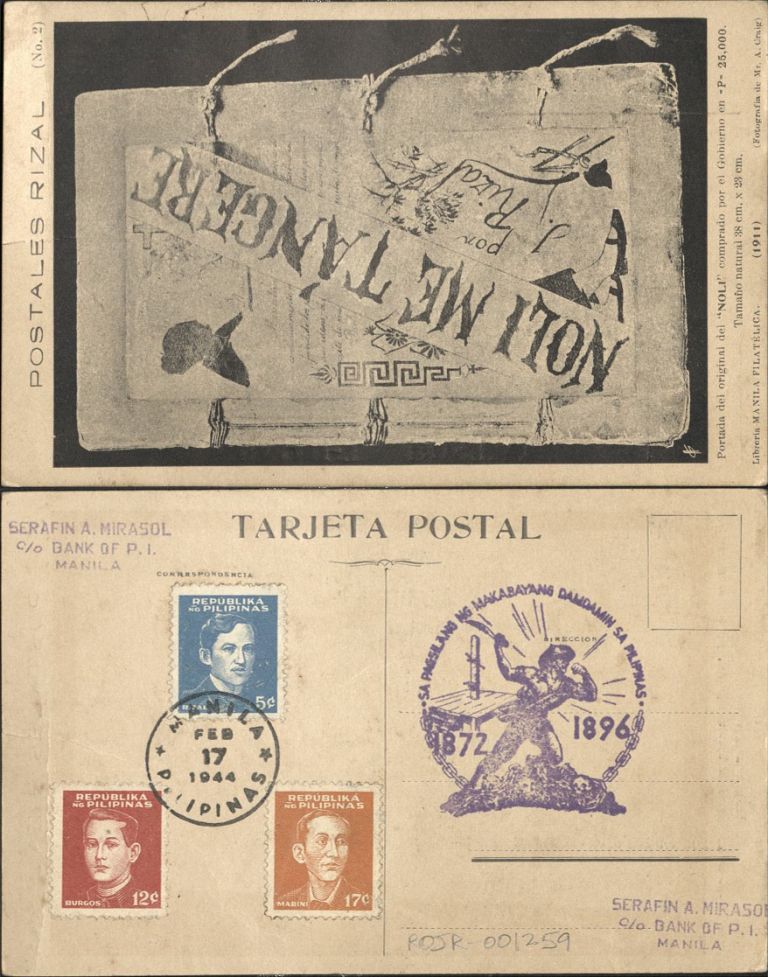 POSTALES RIZAL (No. 2)
NOLI ME TANGERE
por
J. Rizal
Portada del original del "NOLI" comprado por el Gobierno en -P- 25,000.
Tamaño natural 38 cm. x 23 cm.
Librería MANILA FILATÉLICA. (1911) (Fotografía de Mr. A. Craig)
SERAFIN A. MIRASOL
c/o BANK OF P. I.
MANILA
TARJETA POSTAL
CORRESPONDENCIA
DIRECCION
REPUBLIKA
NG PILIPINAS
RIZAL 5¢
MANILA
FEB
17
1944
PILIPINAS
REPUBLIKA
NG PILIPINAS
BURGOS 12¢
REPUBLIKA
NG PILIPINAS
MABINI 17¢
SA PAGSILANG NG MAKABAYANG DAMDAMIN SA PILIPINAS
1872 1896
SERAFIN A. MIRASOL
c/o BANK OF P. I.
MANILA
ROJR-001259